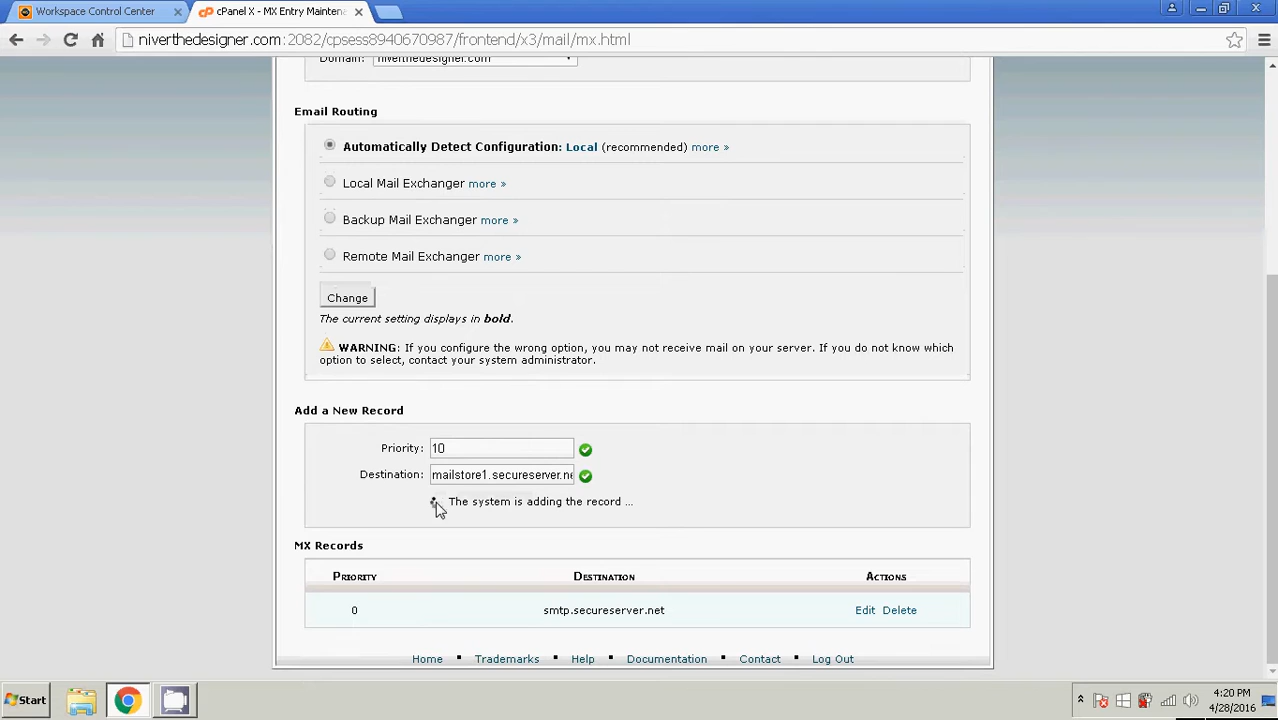 Workspace Control Center
cPanel X - MX Entry Maintena
niverthedesigner.com:2082/cpsess8940670987/frontend/x3/mail/mx.html
Domain: niverthedesigner.com
Email Routing
Automatically Detect Configuration: Local (recommended) more »
Local Mail Exchanger more »
Backup Mail Exchanger more »
Remote Mail Exchanger more »
Change
The current setting displays in bold.
WARNING: If you configure the wrong option, you may not receive mail on your server. If you do not know which
option to select, contact your system administrator.
Add a New Record
Priority: 10
Destination: mailstore1.secureserver.ne
The system is adding the record ...
MX Records
PRIORITY DESTINATION ACTIONS
0 smtp.secureserver.net Edit Delete
Home ▪ Trademarks ▪ Help ▪ Documentation ▪ Contact ▪ Log Out
Start
4:20 PM
4/28/2016